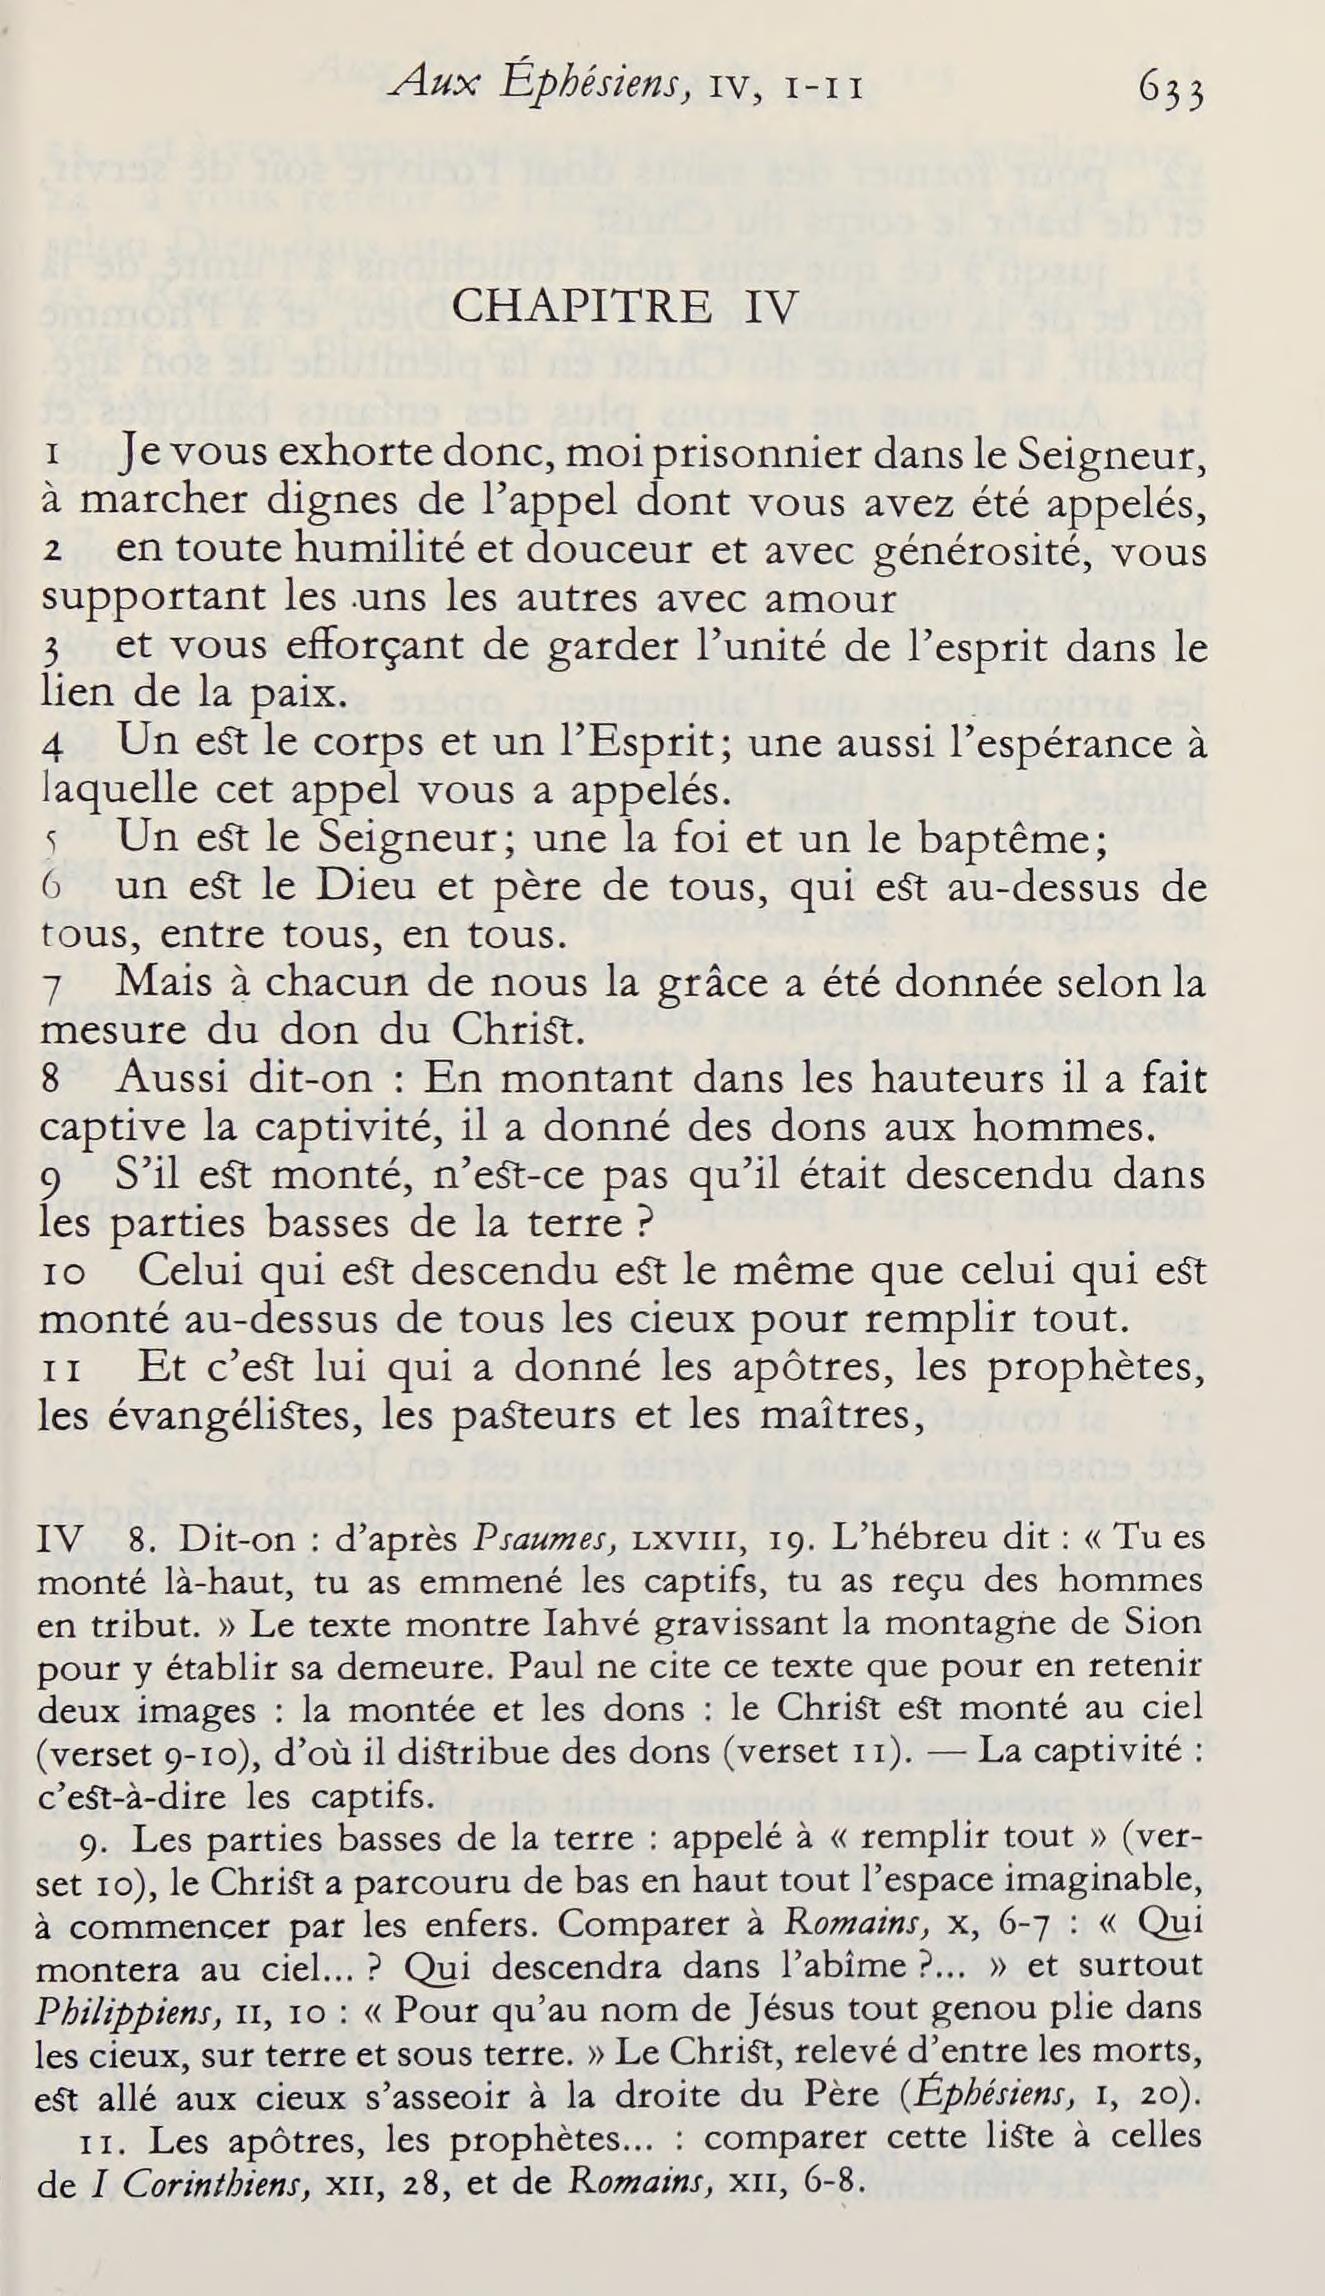 Aux Éphésiens, IV, 1-11 633
CHAPITRE IV
1 Je vous exhorte donc, moi prisonnier dans le Seigneur,
à marcher dignes de l’appel dont vous avez été appelés,
2 en toute humilité et douceur et avec générosité, vous
supportant les uns les autres avec amour
3 et vous efforçant de garder l’unité de l’esprit dans le
lien de la paix.
4 Un est le corps et un l’Esprit; une aussi l’espérance à
laquelle cet appel vous a appelés.
5 Un est le Seigneur; une la foi et un le baptême;
6 un est le Dieu et père de tous, qui est au-dessus de
tous, entre tous, en tous.
7 Mais à chacun de nous la grâce a été donnée selon la
mesure du don du Christ.
8 Aussi dit-on : En montant dans les hauteurs il a fait
captive la captivité, il a donné des dons aux hommes.
9 S’il est monté, n’est-ce pas qu’il était descendu dans
les parties basses de la terre ?
10 Celui qui est descendu est le même que celui qui est
monté au-dessus de tous les cieux pour remplir tout.
11 Et c’est lui qui a donné les apôtres, les prophètes,
les évangélistes, les pasteurs et les maîtres,
IV 8. Dit-on : d’après Psaumes, LXVIII, 19. L’hébreu dit : « Tu es
monté là-haut, tu as emmené les captifs, tu as reçu des hommes
en tribut. » Le texte montre Iahvé gravissant la montagne de Sion
pour y établir sa demeure. Paul ne cite ce texte que pour en retenir
deux images : la montée et les dons : le Christ est monté au ciel
(verset 9-10), d’où il distribue des dons (verset 11). — La captivité :
c’est-à-dire les captifs.
9. Les parties basses de la terre : appelé à « remplir tout » (ver-
set 10), le Christ a parcouru de bas en haut tout l’espace imaginable,
à commencer par les enfers. Comparer à Romains, X, 6-7 : « Qui
montera au ciel... ? Qui descendra dans l’abîme ?... » et surtout
Philippiens, II, 10 : « Pour qu’au nom de Jésus tout genou plie dans
les cieux, sur terre et sous terre. » Le Christ, relevé d’entre les morts,
est allé aux cieux s’asseoir à la droite du Père (Éphésiens, I, 20).
11. Les apôtres, les prophètes... : comparer cette liste à celles
de I Corinthiens, XII, 28, et de Romains, XII, 6-8.